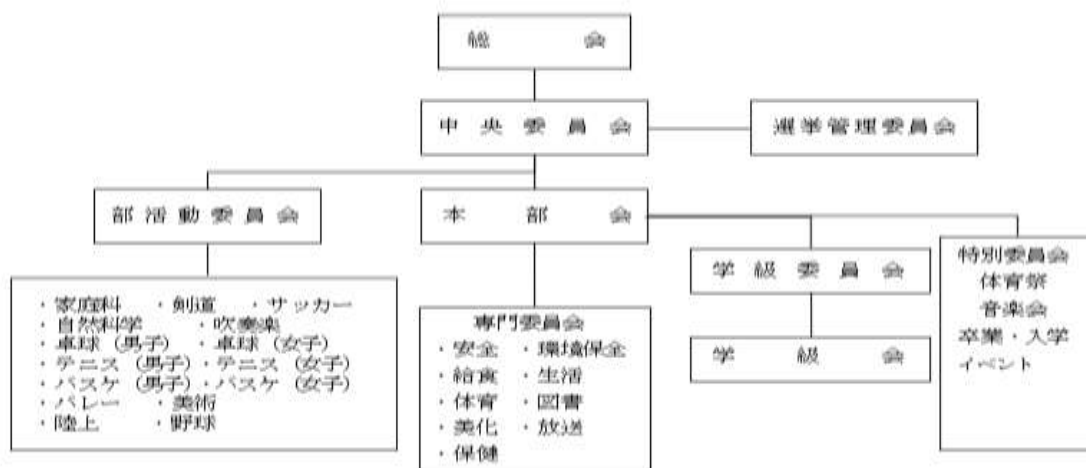 総会
中央委員会
選挙管理委員会
部活動委員会
本部会
学級委員会
学級会
特別委員会
体育祭
音楽会
卒業・入学
イベント
・家庭科 ・剣道 ・サッカー
・自然科学 ・吹奏楽
・卓球（男子）・卓球（女子）
・テニス（男子）・テニス（女子）
・バスケ（男子）・バスケ（女子）
・バレー ・美術
・陸上 ・野球
専門委員会
・安全 ・環境保全
・給食 ・生活
・体育 ・図書
・美化 ・放送
・保健